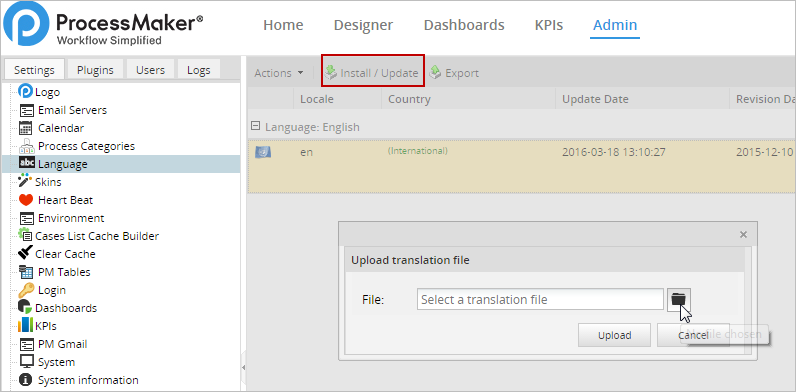 ProcessMaker®
Workflow Simplified
Home Designer Dashboards KPIs Admin
Settings Plugins Users Logs
Actions Install / Update Export
Locale Country Update Date Revision Da
Language: English
en (International) 2016-03-18 13:10:27 2015-12-10
Logo
Email Servers
Calendar
Process Categories
abc Language
Skins
Heart Beat
Environment
Cases List Cache Builder
Clear Cache
PM Tables
Login
Dashboards
KPIs
PM Gmail
System
System information
Upload translation file
File: Select a translation file
Upload Cancel
file chosen